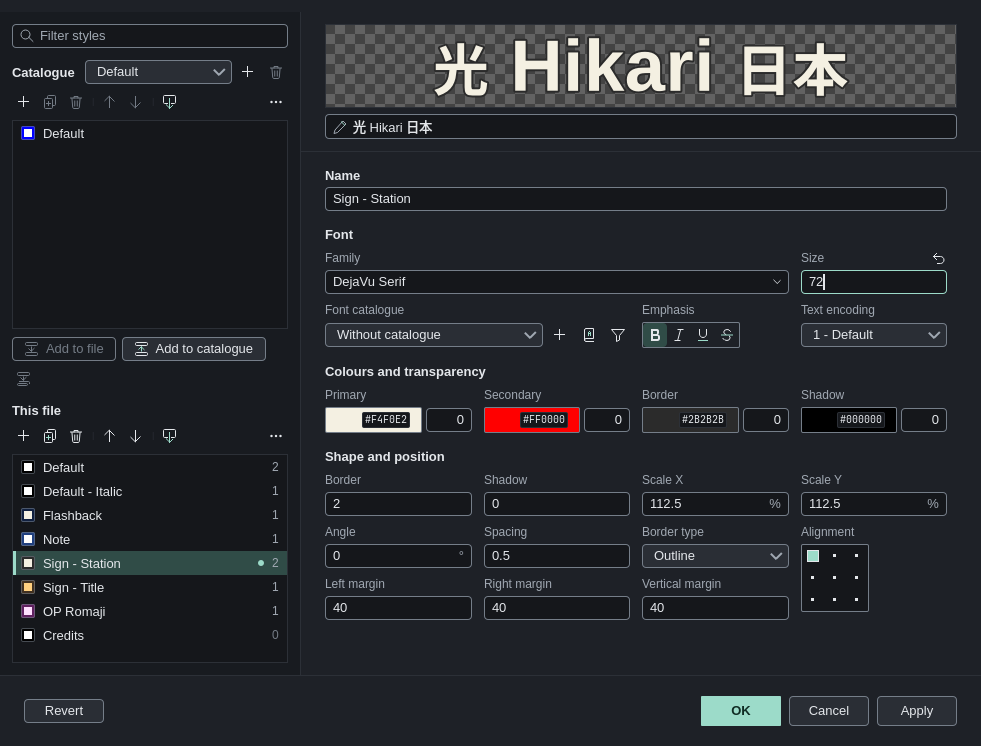 Filter styles
Catalogue
Default
Default
Add to file
Add to catalogue
This file
Default 2
Default - Italic 1
Flashback 1
Note 1
Sign - Station 2
Sign - Title 1
OP Romaji 1
Credits 0
光 Hikari 日本
光 Hikari 日本
Name
Sign - Station
Font
Family
Size
DejaVu Serif
72
Font catalogue
Emphasis
Text encoding
Without catalogue
A
B I U S
1 - Default
Colours and transparency
Primary
Secondary
Border
Shadow
#F4F0E2 0
#FF0000 0
#2B2B2B 0
#000000 0
Shape and position
Border
Shadow
Scale X
Scale Y
2
0
112.5 %
112.5 %
Angle
Spacing
Border type
Alignment
0 °
0.5
Outline
Left margin
Right margin
Vertical margin
40
40
40
Revert
OK
Cancel
Apply